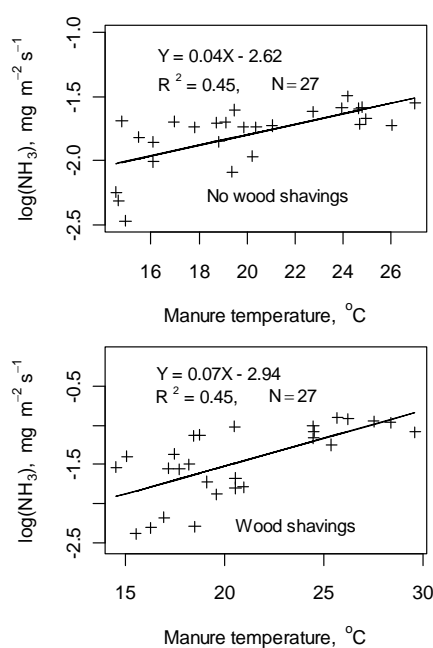 -1.0
Y = 0.04X - 2.62
R² = 0.45, N = 27
-1.5
-2.0
No wood shavings
-2.5
log(NH₃), mg m⁻² s⁻¹
16 18 20 22 24 26
Manure temperature, °C
Y = 0.07X - 2.94
R² = 0.45, N = 27
-0.5
-1.5
-2.5
Wood shavings
log(NH₃), mg m⁻² s⁻¹
15 20 25 30
Manure temperature, °C